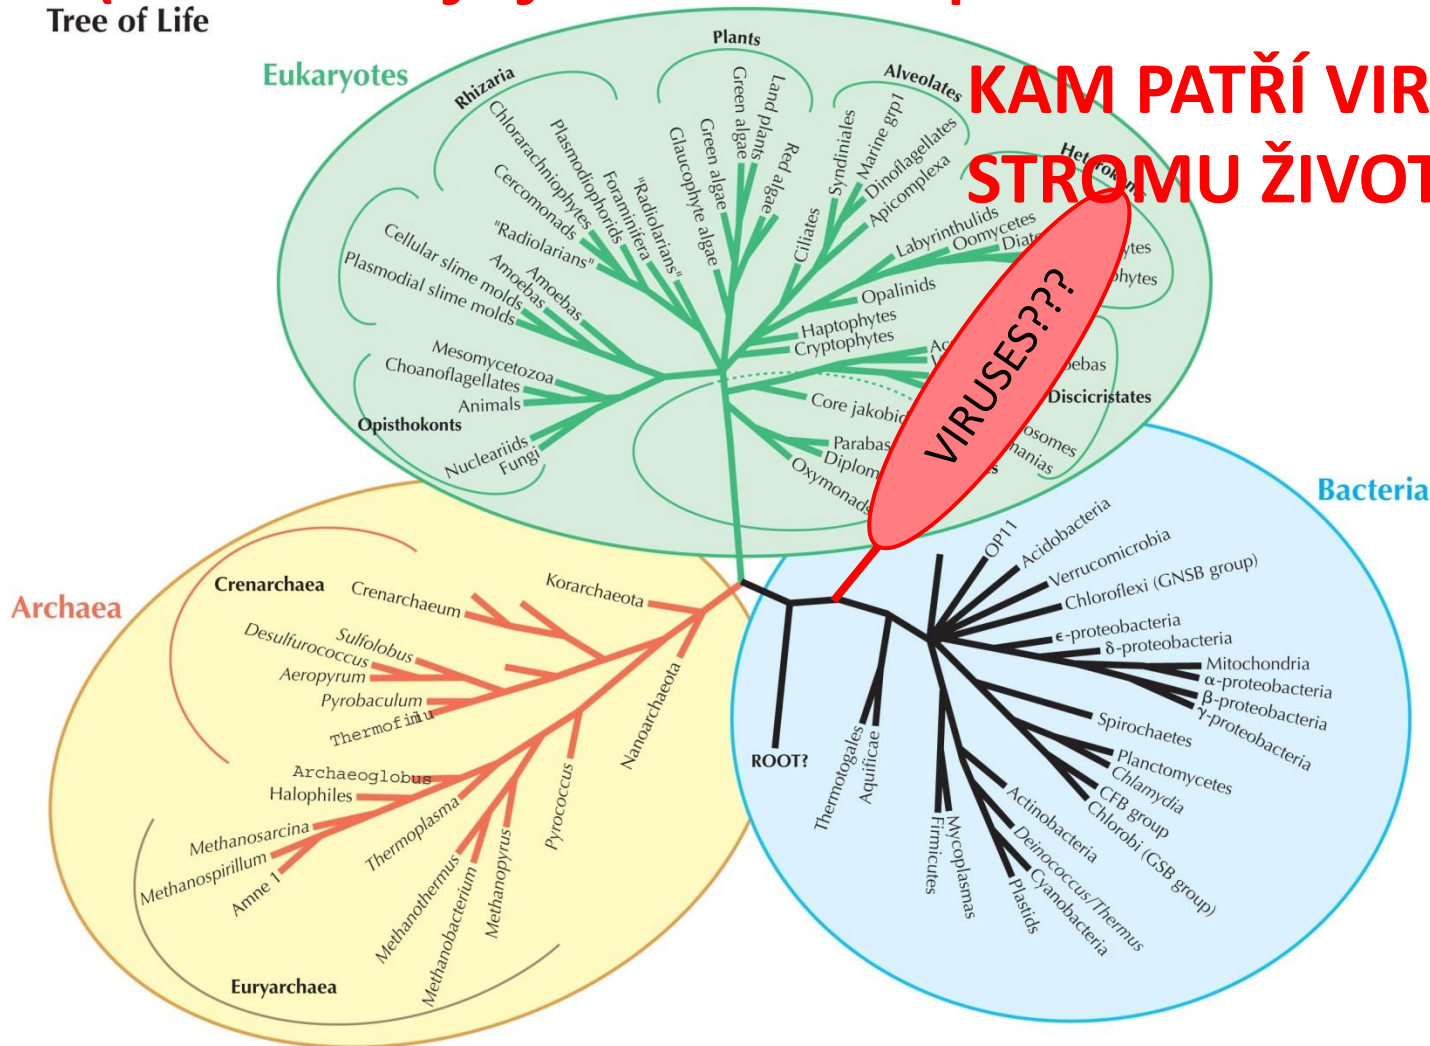 Tree of Life
KAM PATŘÍ
STROMU
Eukaryotes
Rhizaria
Plants
Alveolates
Chlorarachniophytes
Plasmodiophorids
Cercomonads
Foraminifera
"Radiolarians"
"Radiolarians"
Glaucophyte algae
Green algae
Green algae
Land plants
Red algae
Ciliates
Syndiniales
Marine grp1
Dinoflagellates
Apicomplexa
Labyrinthulids
Oomycetes
Opalinids
Haptophytes
Cryptophytes
Cellular slime molds
Plasmodial slime molds
Amoebas
Amoebas
Mesomycetozoa
Choanoflagellates
Animals
Opisthokonts
Nucleariids
Fungi
Core
Oxymonads
Discicristates
VIRUSES???
Bacteria
OP11
Acidobacteria
Verrucomicrobia
Chloroflexi (GNSB group)
ϵ-proteobacteria
δ-proteobacteria
Mitochondria
α-proteobacteria
β-proteobacteria
γ-proteobacteria
Spirochaetes
Planctomycetes
Chlamydia
CFB group
Chlorobi (GSB group)
Actinobacteria
Deinococcus/Thermus
Cyanobacteria
Plastids
Mycoplasmas
Firmicutes
Aquificae
Thermotogales
ROOT?
Archaea
Crenarchaea
Korarchaeota
Crenarchaeum
Sulfolobus
Desulfurococcus
Aeropyrum
Pyrobaculum
Nanoarchaeota
Archaeoglobus
Halophiles
Methanosarcina
Methanospirillum
Amne 1
Thermoplasma
Methanothermus
Methanobacterium
Methanopyrus
Pyrococcus
Euryarchaea